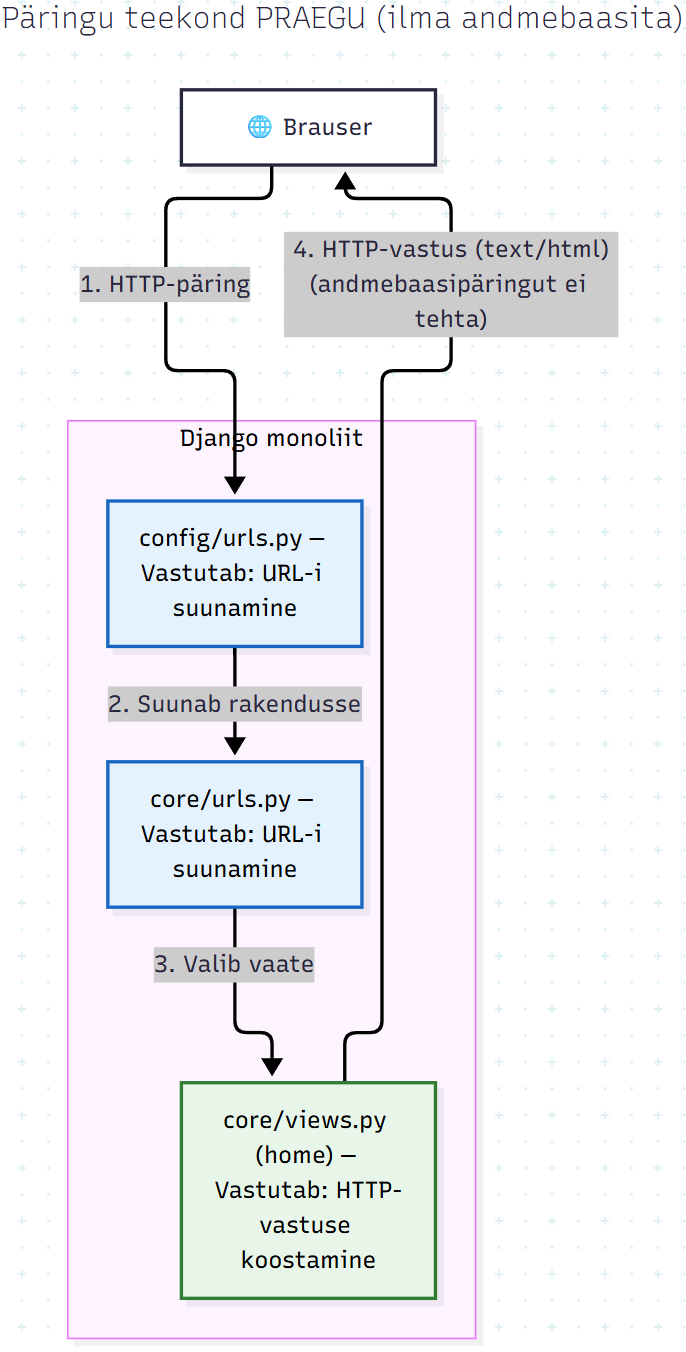 Päringu teekond PRAEGU (ilma andmebaasita)
🌐 Brauser
1. HTTP-päring
4. HTTP-vastus (text/html)
(andmebaasipäringut ei
tehta)
Django monoliit
config/urls.py —
Vastutab: URL-i
suunamine
2. Suunab rakendusse
core/urls.py —
Vastutab: URL-i
suunamine
3. Valib vaate
core/views.py
(home) —
Vastutab: HTTP-
vastuse
koostamine